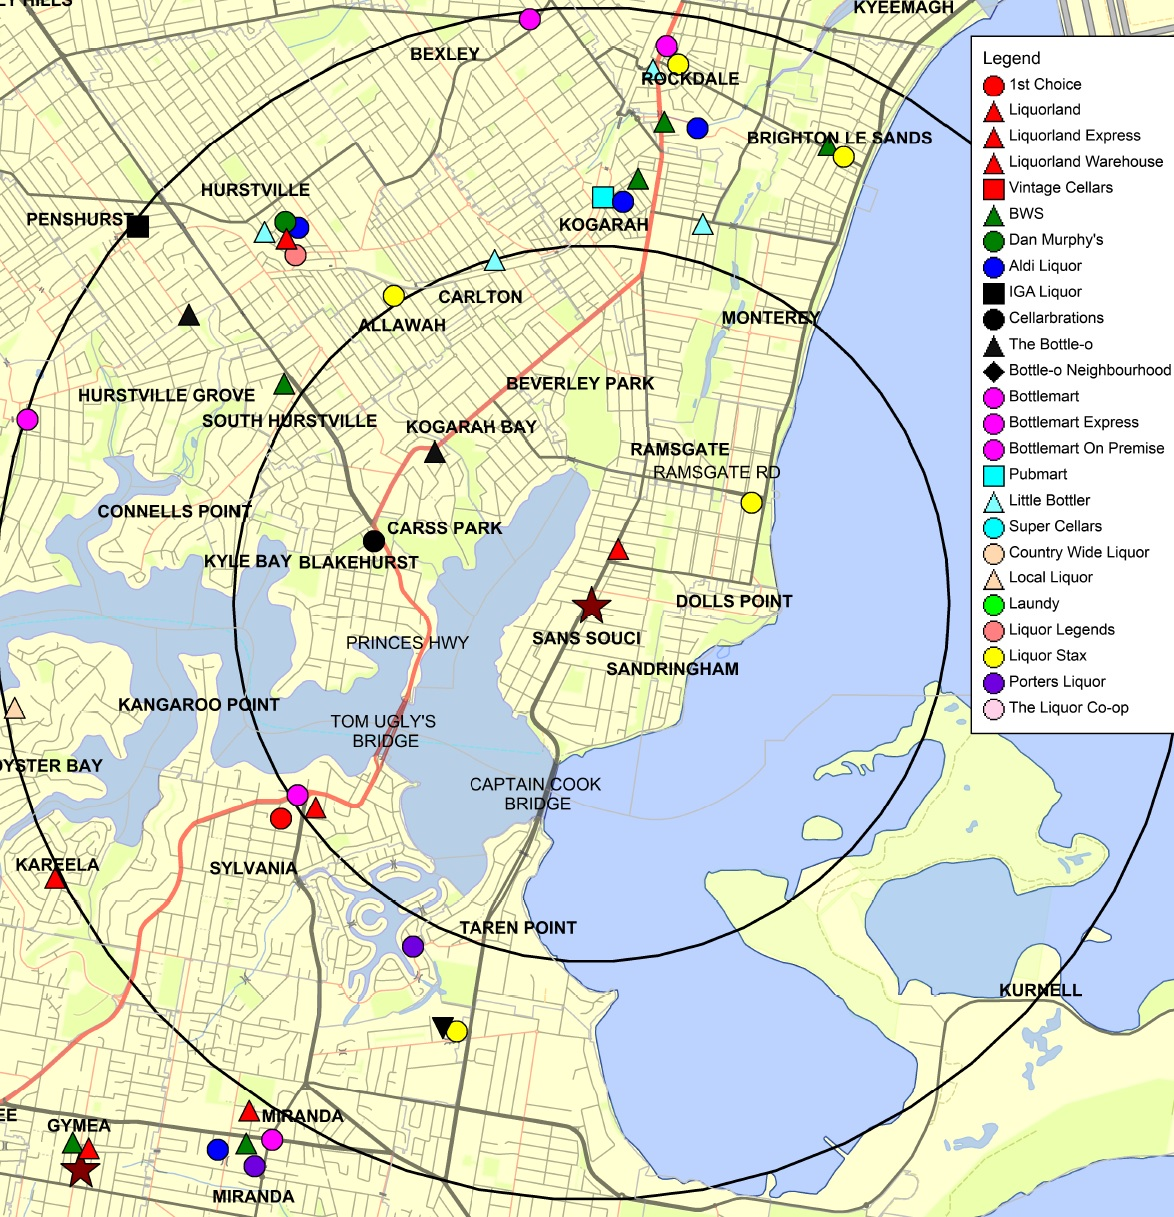 LY HILLS
KYEEMAGH
BEXLEY
ROCKDALE
BRIGHTON LE SANDS
HURSTVILLE
PENSHURST
KOGARAH
CARLTON
MONTEREY
ALLAWAH
BEVERLEY PARK
HURSTVILLE GROVE
SOUTH HURSTVILLE
KOGARAH BAY
RAMSGATE
RAMSGATE RD
CONNELLS POINT
CARSS PARK
KYLE BAY
BLAKEHURST
DOLLS POINT
SANS SOUCI
PRINCES HWY
SANDRINGHAM
KANGAROO POINT
TOM UGLY'S
BRIDGE
OYSTER BAY
CAPTAIN COOK
BRIDGE
KAREELA
SYLVANIA
TAREN POINT
KURNELL
EE
MIRANDA
GYMEA
MIRANDA
Legend
1st Choice
Liquorland
Liquorland Express
Liquorland Warehouse
Vintage Cellars
BWS
Dan Murphy's
Aldi Liquor
IGA Liquor
Cellarbrations
The Bottle-o
Bottle-o Neighbourhood
Bottlemart
Bottlemart Express
Bottlemart On Premise
Pubmart
Little Bottler
Super Cellars
Country Wide Liquor
Local Liquor
Laundy
Liquor Legends
Liquor Stax
Porters Liquor
The Liquor Co-op